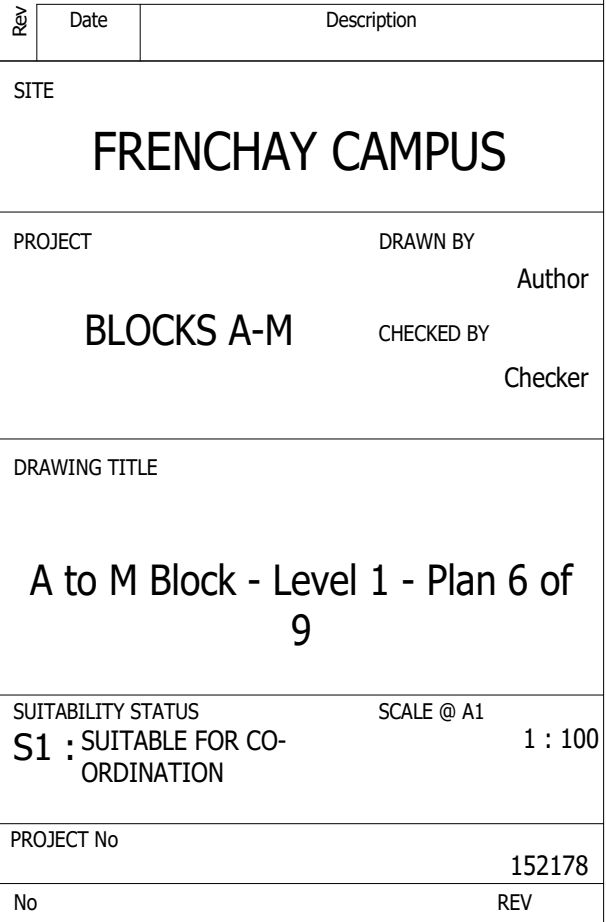 Rev Date Description
SITE
FRENCHAY CAMPUS
PROJECT DRAWN BY
Author
BLOCKS A-M CHECKED BY
Checker
DRAWING TITLE
A to M Block - Level 1 - Plan 6 of
9
SUITABILITY STATUS SCALE @ A1
S1 : SUITABLE FOR CO- 1 : 100
ORDINATION
PROJECT No
152178
No REV